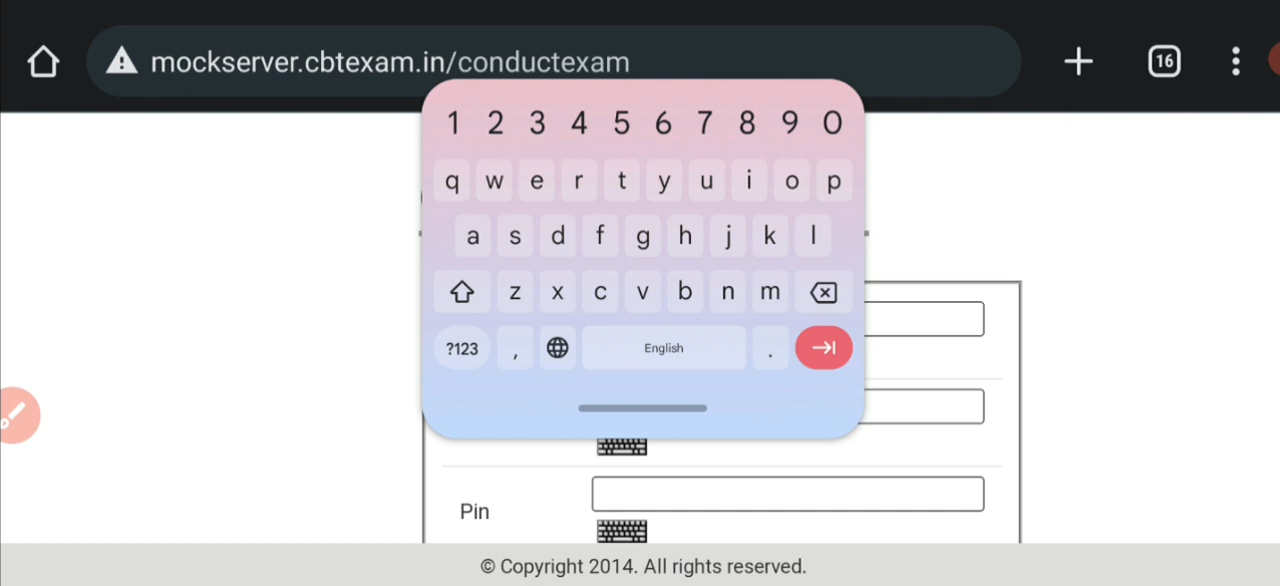 mockserver.cbtexam.in/conductexam
16
1 2 3 4 5 6 7 8 9 0
q w e r t y u i o p
a s d f g h j k l
z x c v b n m
?123 , English .
Pin
© Copyright 2014. All rights reserved.